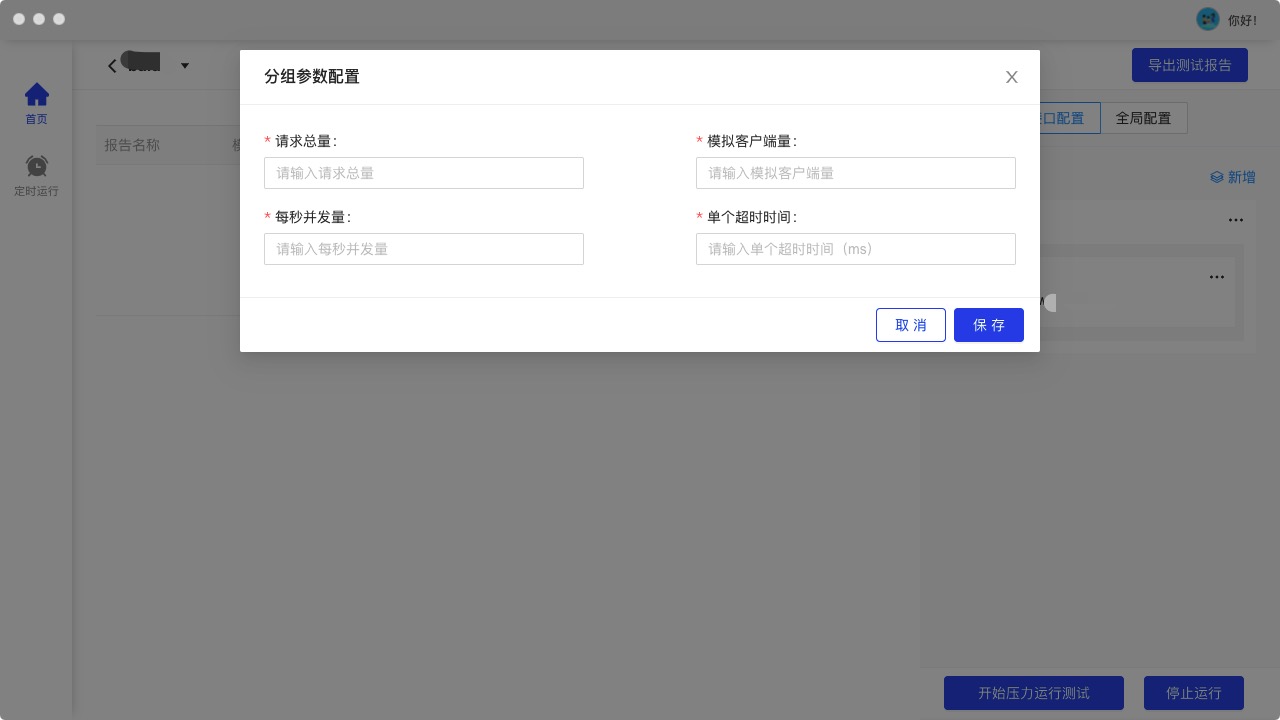 你好！
首页
定时运行
导出测试报告
报告名称
口配置
全局配置
新增
分组参数配置
* 请求总量：
请输入请求总量
* 模拟客户端量：
请输入模拟客户端量
* 每秒并发量：
请输入每秒并发量
* 单个超时时间：
请输入单个超时时间（ms）
取 消
保 存
开始压力运行测试
停止运行